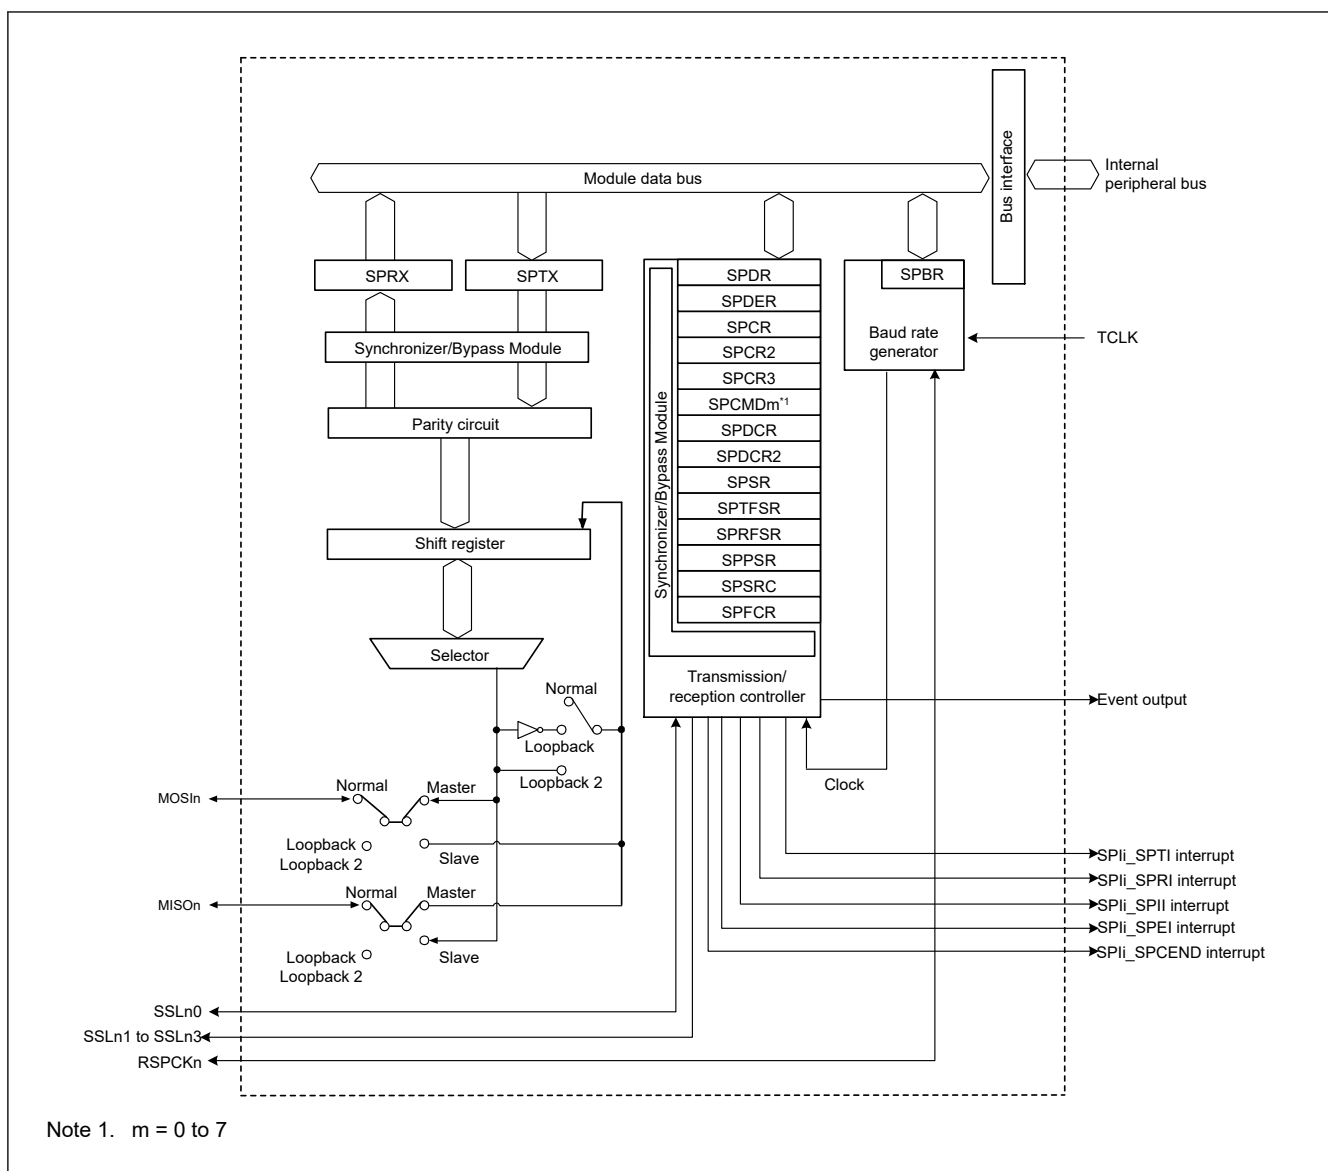 Module data bus
Bus interface
Internal
peripheral bus
SPRX
SPTX
Synchronizer/Bypass Module
Parity circuit
Shift register
Selector
Synchronizer/Bypass Module
SPDR
SPDER
SPCR
SPCR2
SPCR3
SPCMDm*1
SPDCR
SPDCR2
SPSR
SPTFSR
SPRFSR
SPPSR
SPSRC
SPFCR
Transmission/
reception controller
SPBR
Baud rate
generator
TCLK
Event output
Clock
Normal
Loopback
Loopback 2
MOSIn
Normal
Master
Loopback
Loopback 2
Slave
MISOn
Normal
Master
Loopback
Loopback 2
Slave
SPIi_SPTI interrupt
SPIi_SPRI interrupt
SPIi_SPII interrupt
SPIi_SPEI interrupt
SPIi_SPCEND interrupt
SSLn0
SSLn1 to SSLn3
RSPCKn
Note 1. m = 0 to 7